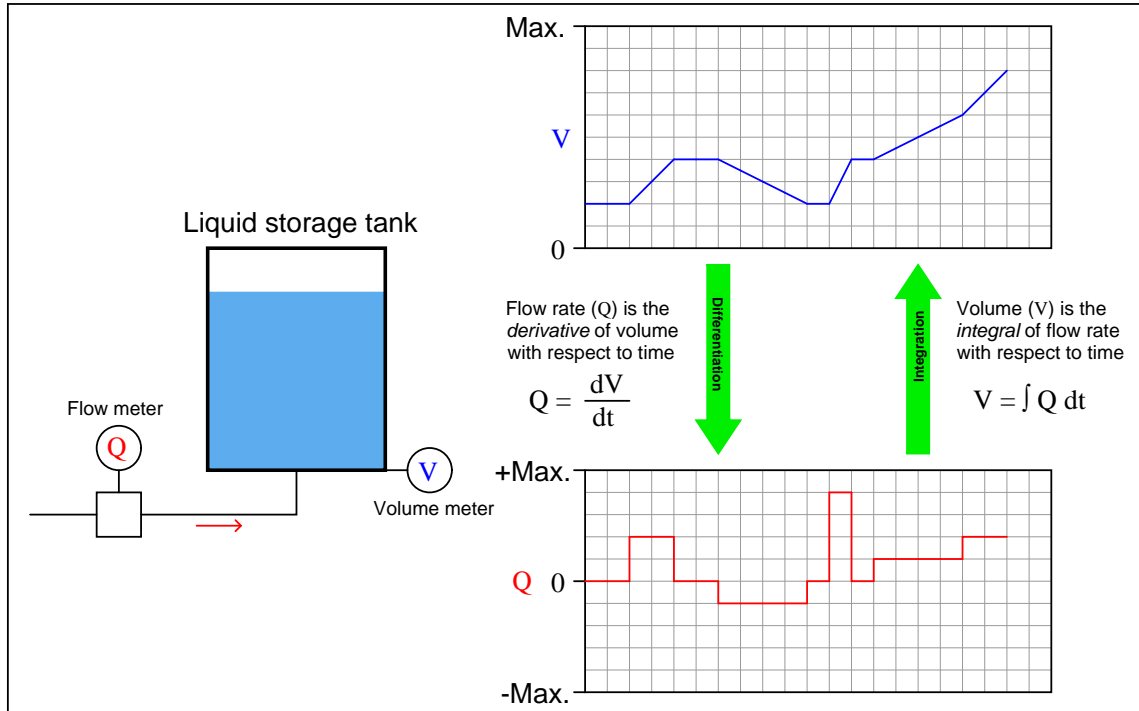 Max.
V
0
Liquid storage tank
Flow meter
Q
V
Volume meter
Flow rate (Q) is the
derivative of volume
with respect to time
Q = dV/dt
Differentiation
Integration
Volume (V) is the
integral of flow rate
with respect to time
V = ∫ Q dt
+Max.
Q 0
-Max.